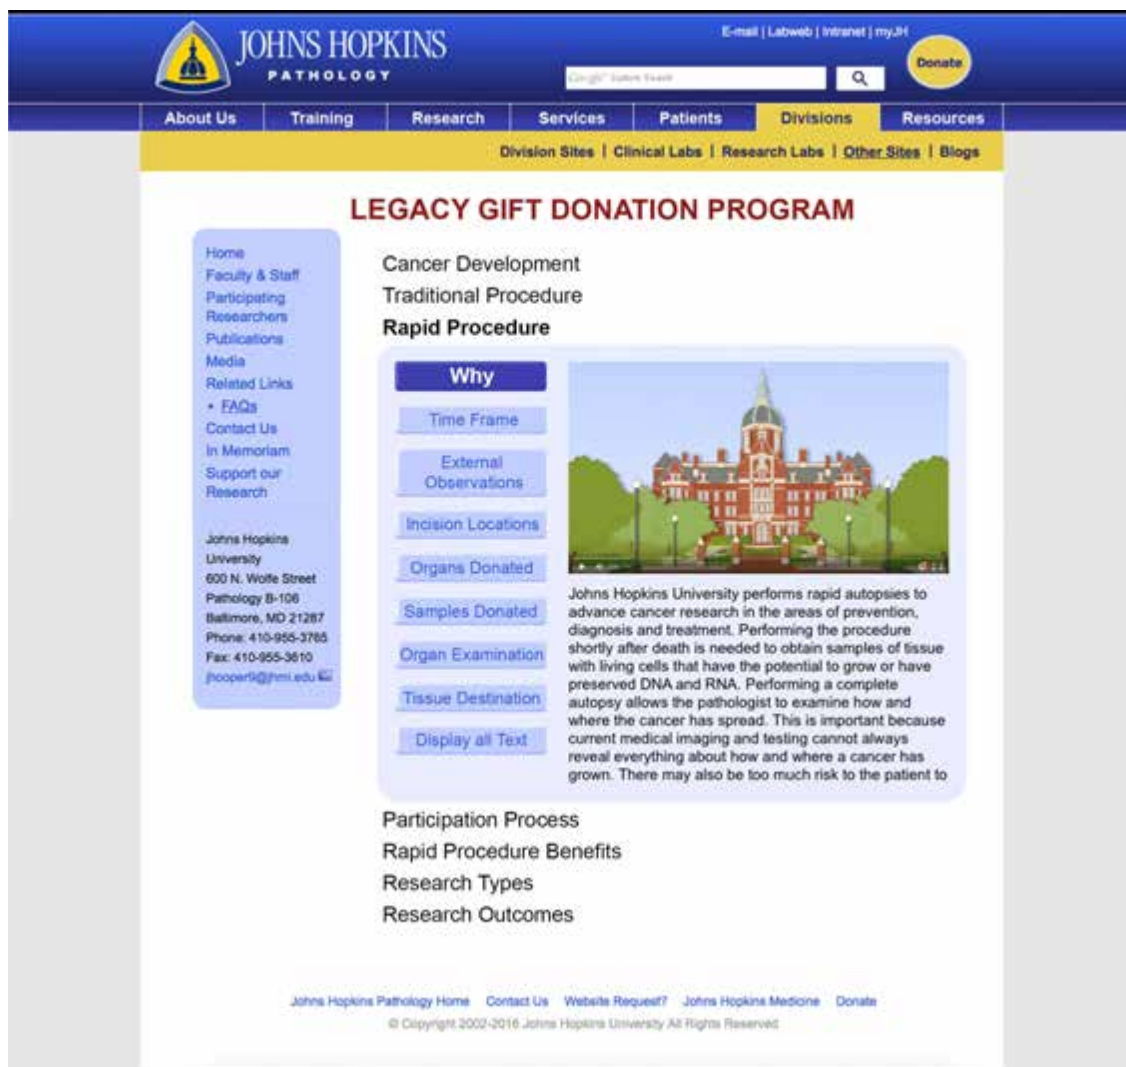 JOHNS HOPKINS
PATHOLOGY
E-mail | Labweb | Intranet | myJH
Donate
Google™ Custom Search
About Us Training Research Services Patients Divisions Resources
Division Sites | Clinical Labs | Research Labs | Other Sites | Blogs
LEGACY GIFT DONATION PROGRAM
Home
Faculty & Staff
Participating
Researchers
Publications
Media
Related Links
• FAQs
Contact Us
In Memoriam
Support our
Research
Johns Hopkins
University
600 N. Wolfe Street
Pathology B-106
Baltimore, MD 21287
Phone: 410-955-3765
Fax: 410-955-3610
jhooper9@jhmi.edu
Cancer Development
Traditional Procedure
Rapid Procedure
Why
Time Frame
External
Observations
Incision Locations
Organs Donated
Samples Donated
Organ Examination
Tissue Destination
Display all Text
Johns Hopkins University performs rapid autopsies to
advance cancer research in the areas of prevention,
diagnosis and treatment. Performing the procedure
shortly after death is needed to obtain samples of tissue
with living cells that have the potential to grow or have
preserved DNA and RNA. Performing a complete
autopsy allows the pathologist to examine how and
where the cancer has spread. This is important because
current medical imaging and testing cannot always
reveal everything about how and where a cancer has
grown. There may also be too much risk to the patient to
Participation Process
Rapid Procedure Benefits
Research Types
Research Outcomes
Johns Hopkins Pathology Home Contact Us Website Request? Johns Hopkins Medicine Donate
© Copyright 2002-2016 Johns Hopkins University All Rights Reserved